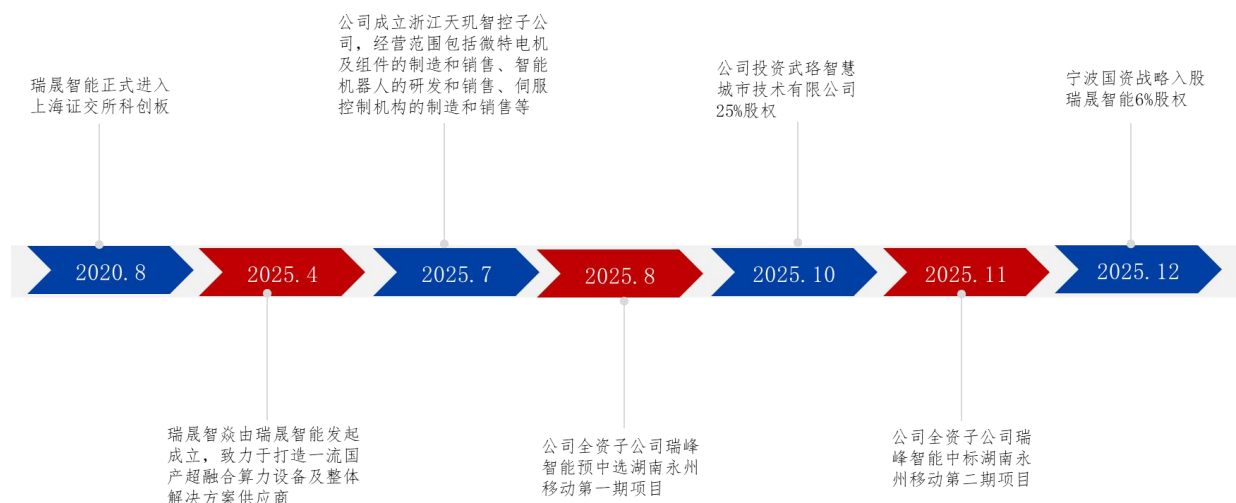 瑞晟智能正式进入
上海证交所科创板
公司成立浙江天玑智控子公
司，经营范围包括微特电机
及组件的制造和销售、智能
机器人的研发和销售、伺服
控制机构的制造和销售等
公司投资武珞智慧
城市技术有限公司
25%股权
宁波国资战略入股
瑞晟智能6%股权
2020.8
2025.4
2025.7
2025.8
2025.10
2025.11
2025.12
瑞晟智焱由瑞晟智能发起
成立，致力于打造一流国
产超融合算力设备及整体
解决方案供应商
公司全资子公司瑞峰
智能预中选湖南永州
移动第一期项目
公司全资子公司瑞
峰智能中标湖南永
州移动第二期项目